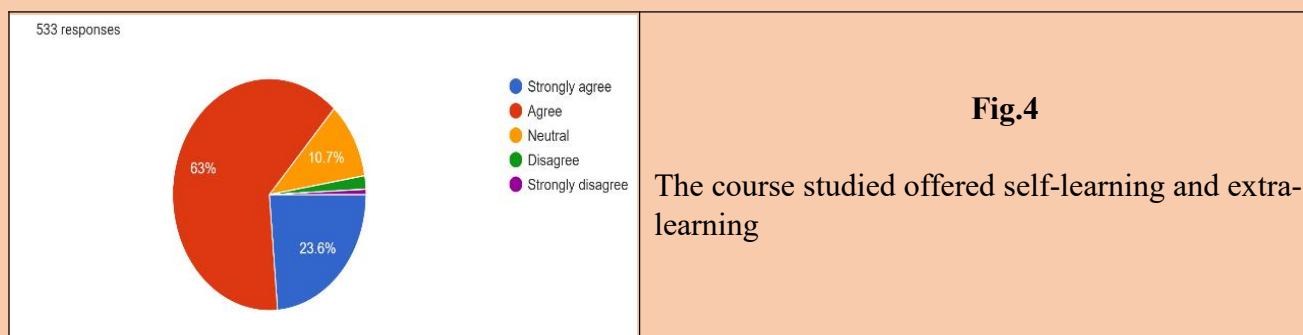 533 responses
Strongly agree
Agree
Neutral
Disagree
Strongly disagree
63%
10.7%
23.6%
Fig.4
The course studied offered self-learning and extra-
learning